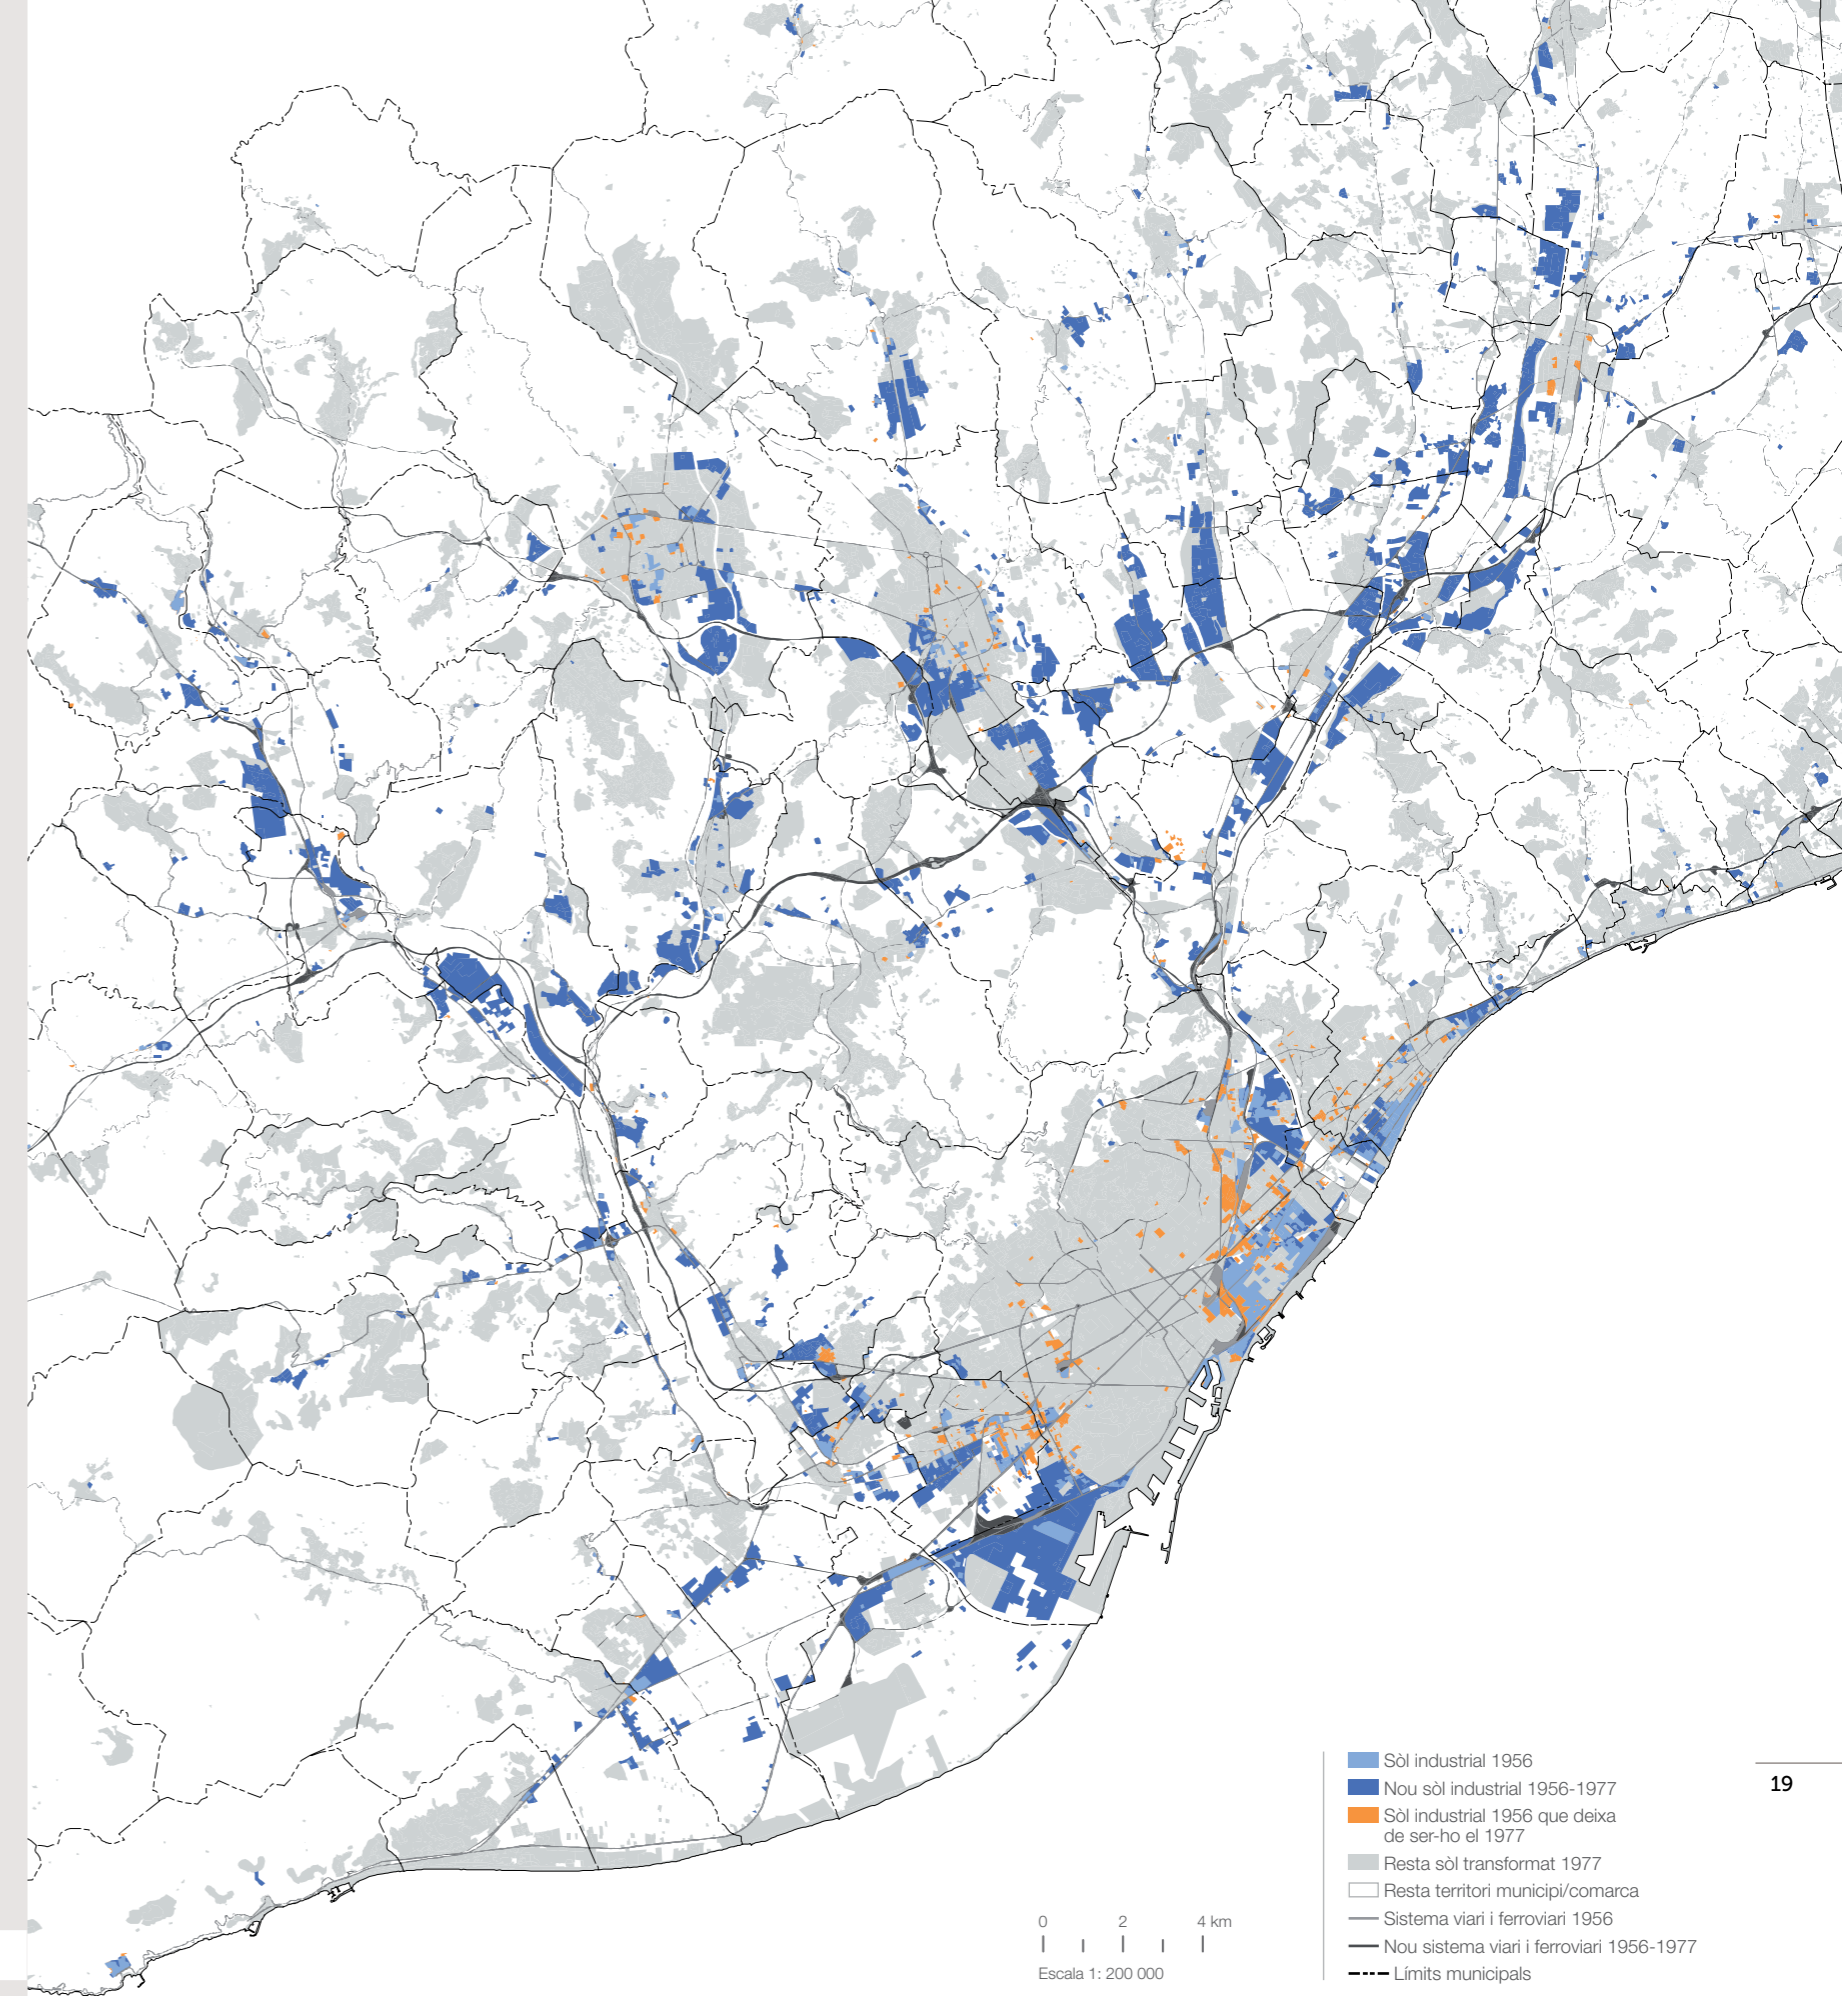 Sòl industrial 1956
Nou sòl industrial 1956-1977
Sòl industrial 1956 que deixa
de ser-ho el 1977
Resta sòl transformat 1977
Resta territori municipi/comarca
Sistema viari i ferroviari 1956
Nou sistema viari i ferroviari 1956-1977
Límits municipals
19
0 2 4 km
Escala 1: 200 000